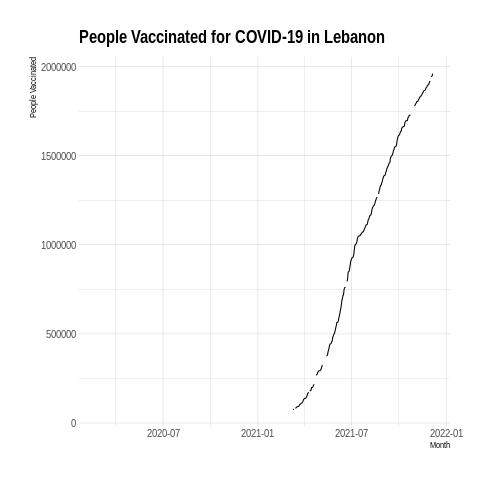 People Vaccinated for COVID-19 in Lebanon
People Vaccinated
2000000
1500000
1000000
500000
0
2020-07 2021-01 2021-07 2022-01
Month